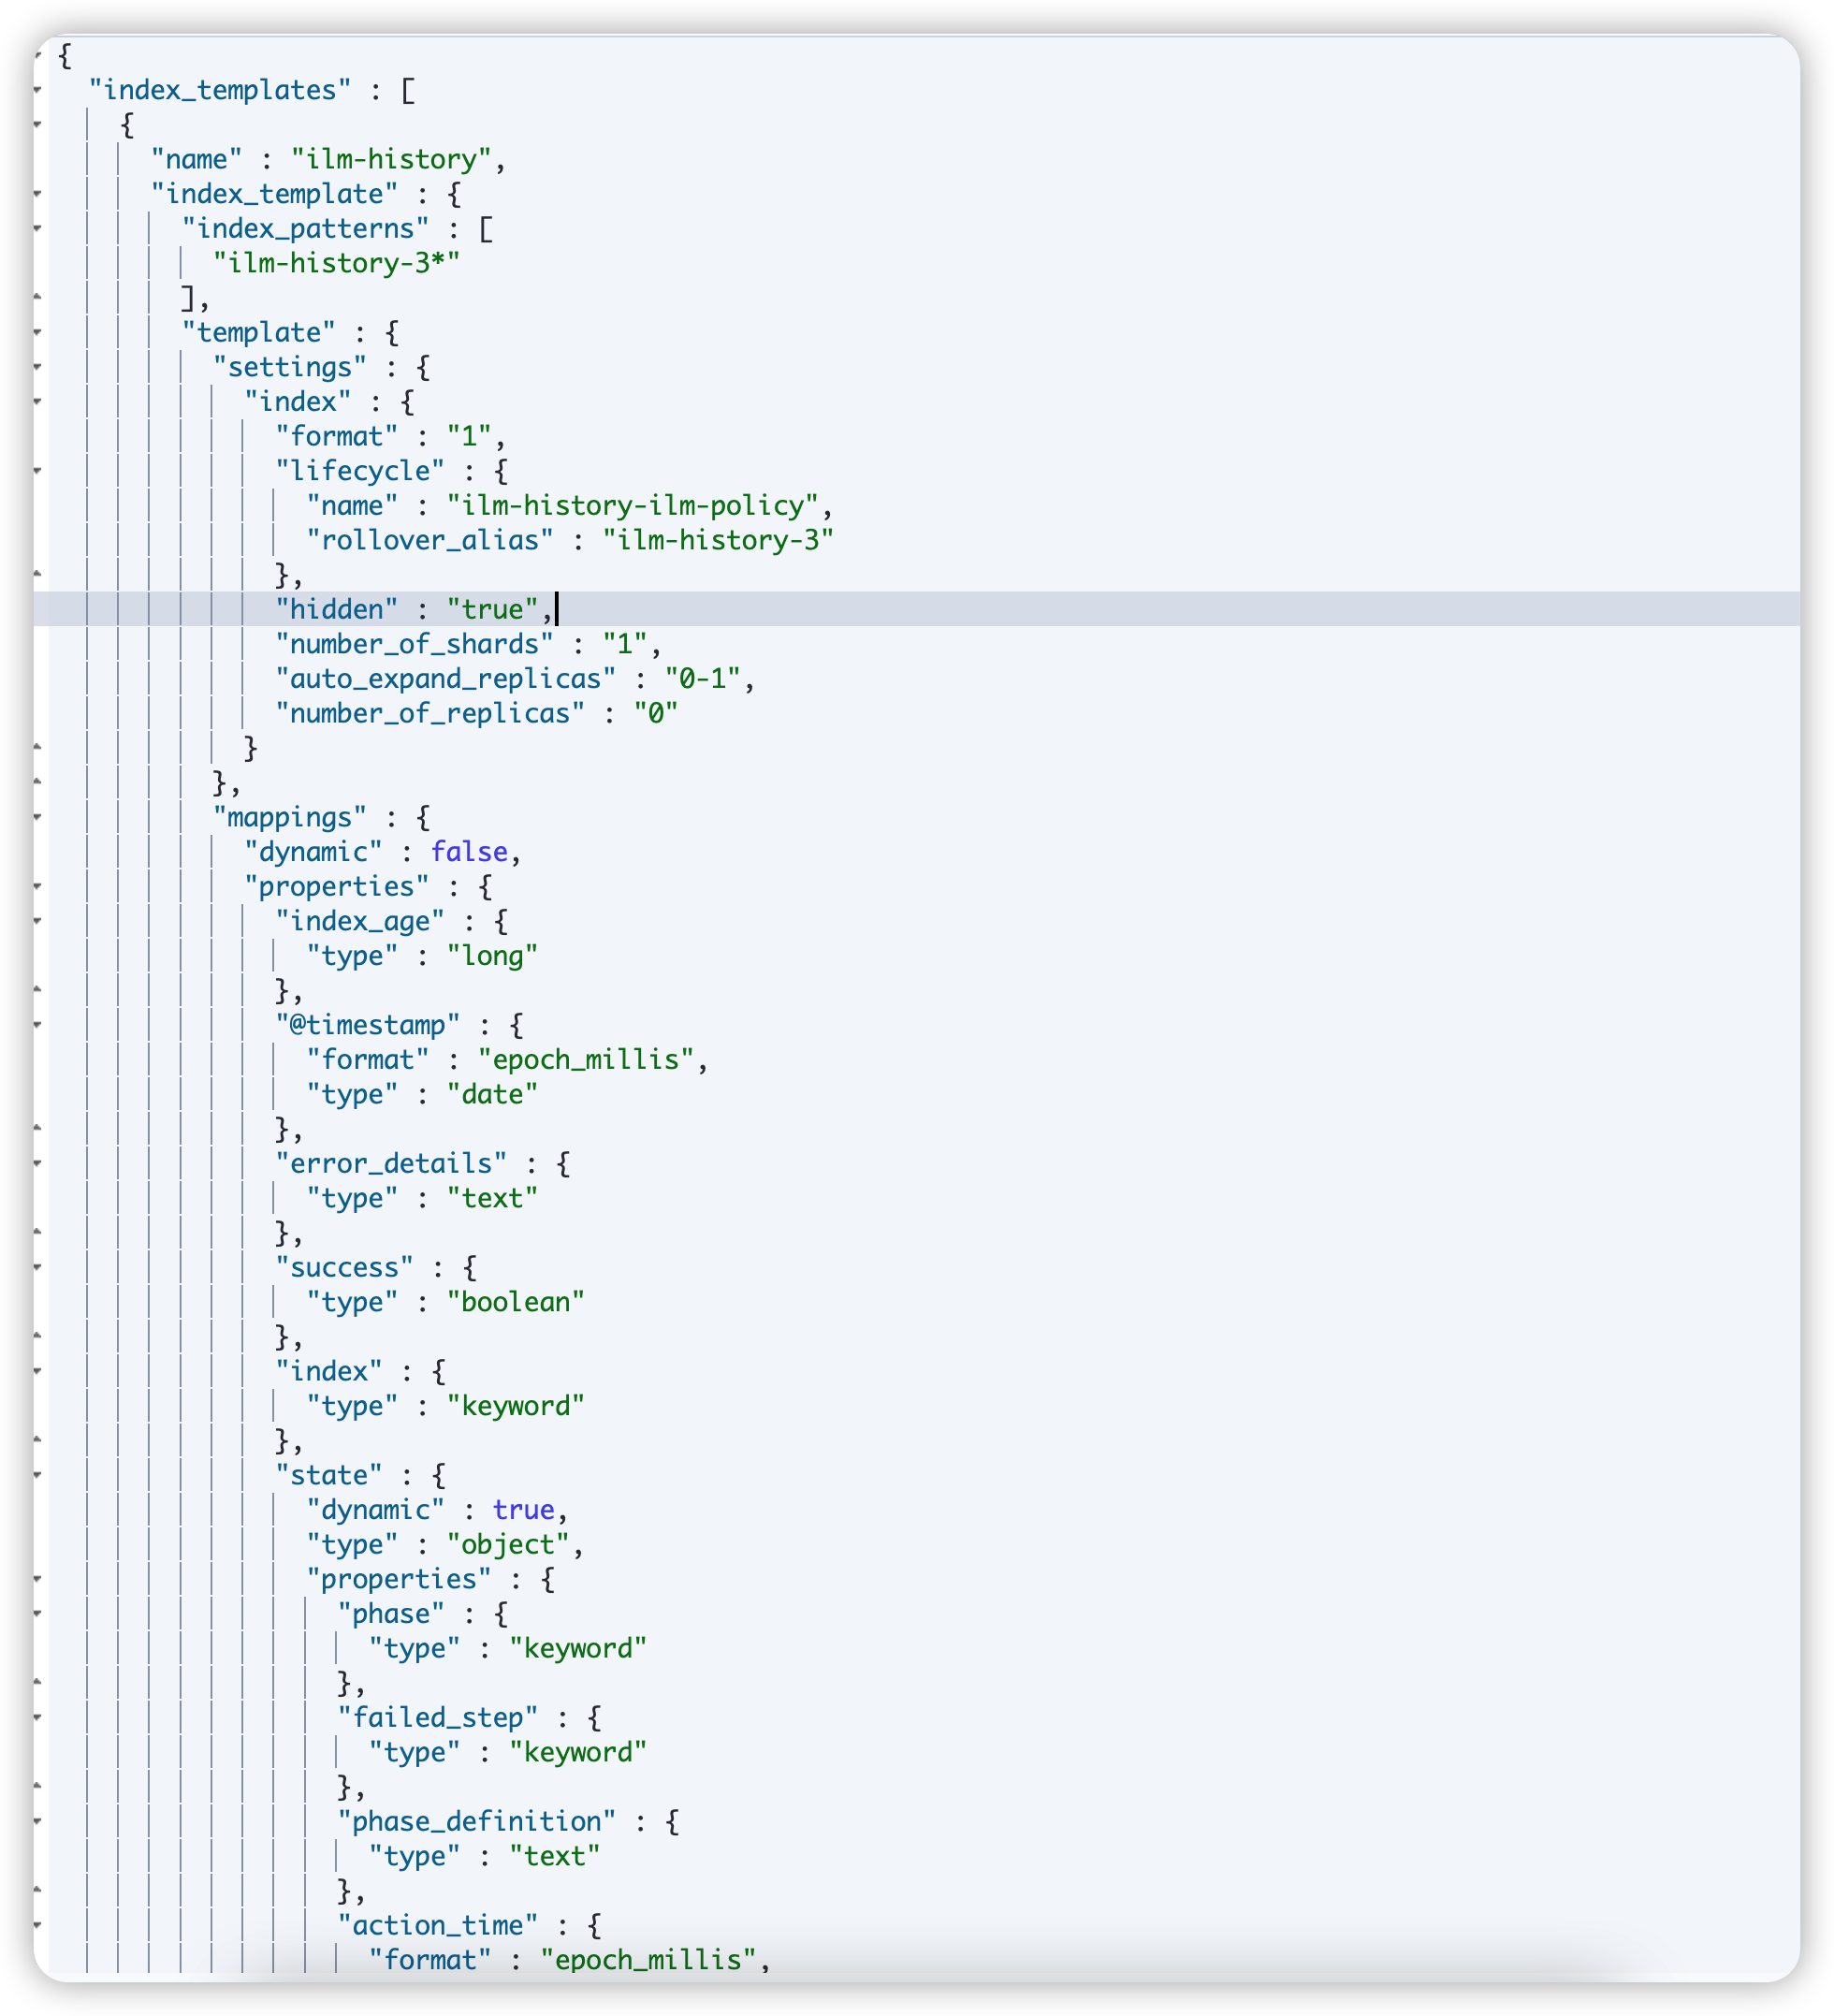 {
  "index_templates" : [
    {
      "name" : "ilm-history",
      "index_template" : {
        "index_patterns" : [
          "ilm-history-3*"
        ],
        "template" : {
          "settings" : {
            "index" : {
              "format" : "1",
              "lifecycle" : {
                "name" : "ilm-history-ilm-policy",
                "rollover_alias" : "ilm-history-3"
              },
              "hidden" : "true",
              "number_of_shards" : "1",
              "auto_expand_replicas" : "0-1",
              "number_of_replicas" : "0"
            }
          },
          "mappings" : {
            "dynamic" : false,
            "properties" : {
              "index_age" : {
                "type" : "long"
              },
              "@timestamp" : {
                "format" : "epoch_millis",
                "type" : "date"
              },
              "error_details" : {
                "type" : "text"
              },
              "success" : {
                "type" : "boolean"
              },
              "index" : {
                "type" : "keyword"
              },
              "state" : {
                "dynamic" : true,
                "type" : "object",
                "properties" : {
                  "phase" : {
                    "type" : "keyword"
                  },
                  "failed_step" : {
                    "type" : "keyword"
                  },
                  "phase_definition" : {
                    "type" : "text"
                  },
                  "action_time" : {
                    "format" : "epoch_millis",